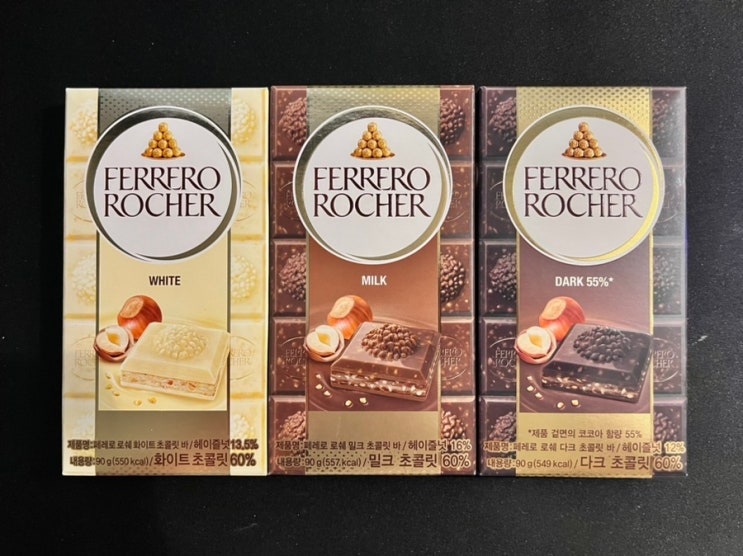 FERRERO
ROCHER
WHITE
제품명:페레로 로쉐 화이트 초콜릿 바/헤이즐넛13,5%
내용량:90 g(550 kcal)/화이트 초콜릿60%
FERRERO
ROCHER
MILK
제품명:페레로 로쉐 밀크 초콜릿 바/헤이즐넛 16%
내용량:90 g(557 kcal)/밀크 초콜릿 60%
FERRERO
ROCHER
DARK 55%*
*제품 겉면의 코코아 함량 55%
제품명:페레로 로쉐 다크 초콜릿 바/헤이즐넛 12%
내용량:90 g(549 kcal)/다크 초콜릿 60%